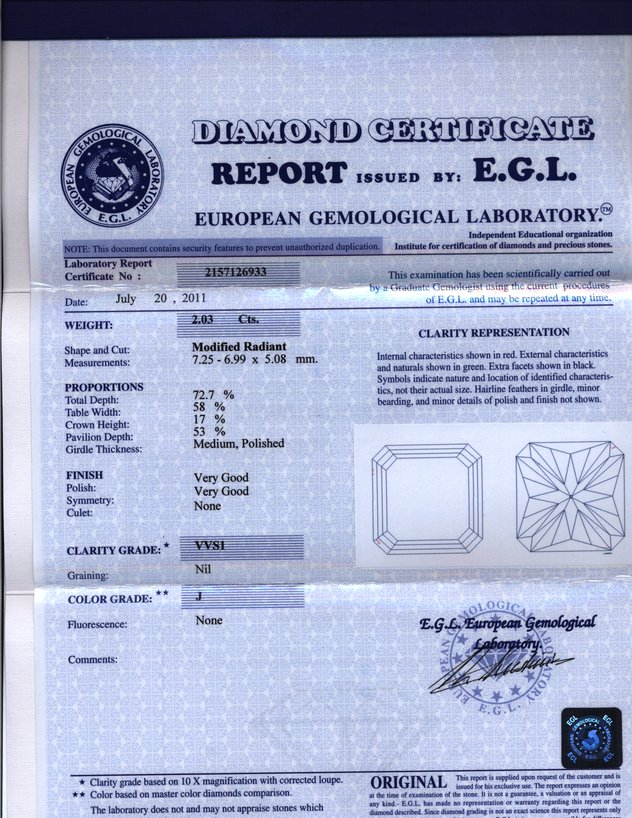 DIAMOND CERTIFICATE
REPORT ISSUED BY: E.G.L.
EUROPEAN GEMOLOGICAL LABORATORY.™
EUROPEAN GEMOLOGICAL LABORATORY
E.G.L.
Independent Educational organization
Institute for certification of diamonds and precious stones.
NOTE: This document contains security features to prevent unauthorized duplication.
Laboratory Report
Certificate No : 2157126933
This examination has been scientifically carried out
by a Graduate Gemologist using the current procedures
of E.G.L. and may be repeated at any time.
Date: July 20 , 2011
WEIGHT: 2.03 Cts.
Shape and Cut: Modified Radiant
Measurements: 7.25 - 6.99 x 5.08 mm.
PROPORTIONS
Total Depth: 72.7 %
Table Width: 58 %
Crown Height: 17 %
Pavilion Depth: 53 %
Girdle Thickness: Medium, Polished
FINISH
Polish: Very Good
Symmetry: Very Good
Culet: None
CLARITY GRADE: * VVS1
Graining: Nil
COLOR GRADE: ** J
Fluorescence: None
Comments:
CLARITY REPRESENTATION
Internal characteristics shown in red. External characteristics
and naturals shown in green. Extra facets shown in black.
Symbols indicate nature and location of identified characteris-
tics, not their actual size. Hairline feathers in girdle, minor
bearding, and minor details of polish and finish not shown.
E.G.L. European Gemological
Laboratory.
E.G.L.
EGL
EGL
EGL
EGL
★ Clarity grade based on 10 X magnification with corrected loupe.
★★ Color based on master color diamonds comparison.
The laboratory does not and may not appraise stones which
ORIGINAL This report is supplied upon request of the customer and is
issued for his exclusive use. The report expresses an opinion
at the time of examination of the stone. It is not a guarantee, a valuation or an appraisal of
any kind.- E.G.L. has made no representation or warranty regarding this report or the
diamond described. Since diamond grading is not an exact science this report represents only